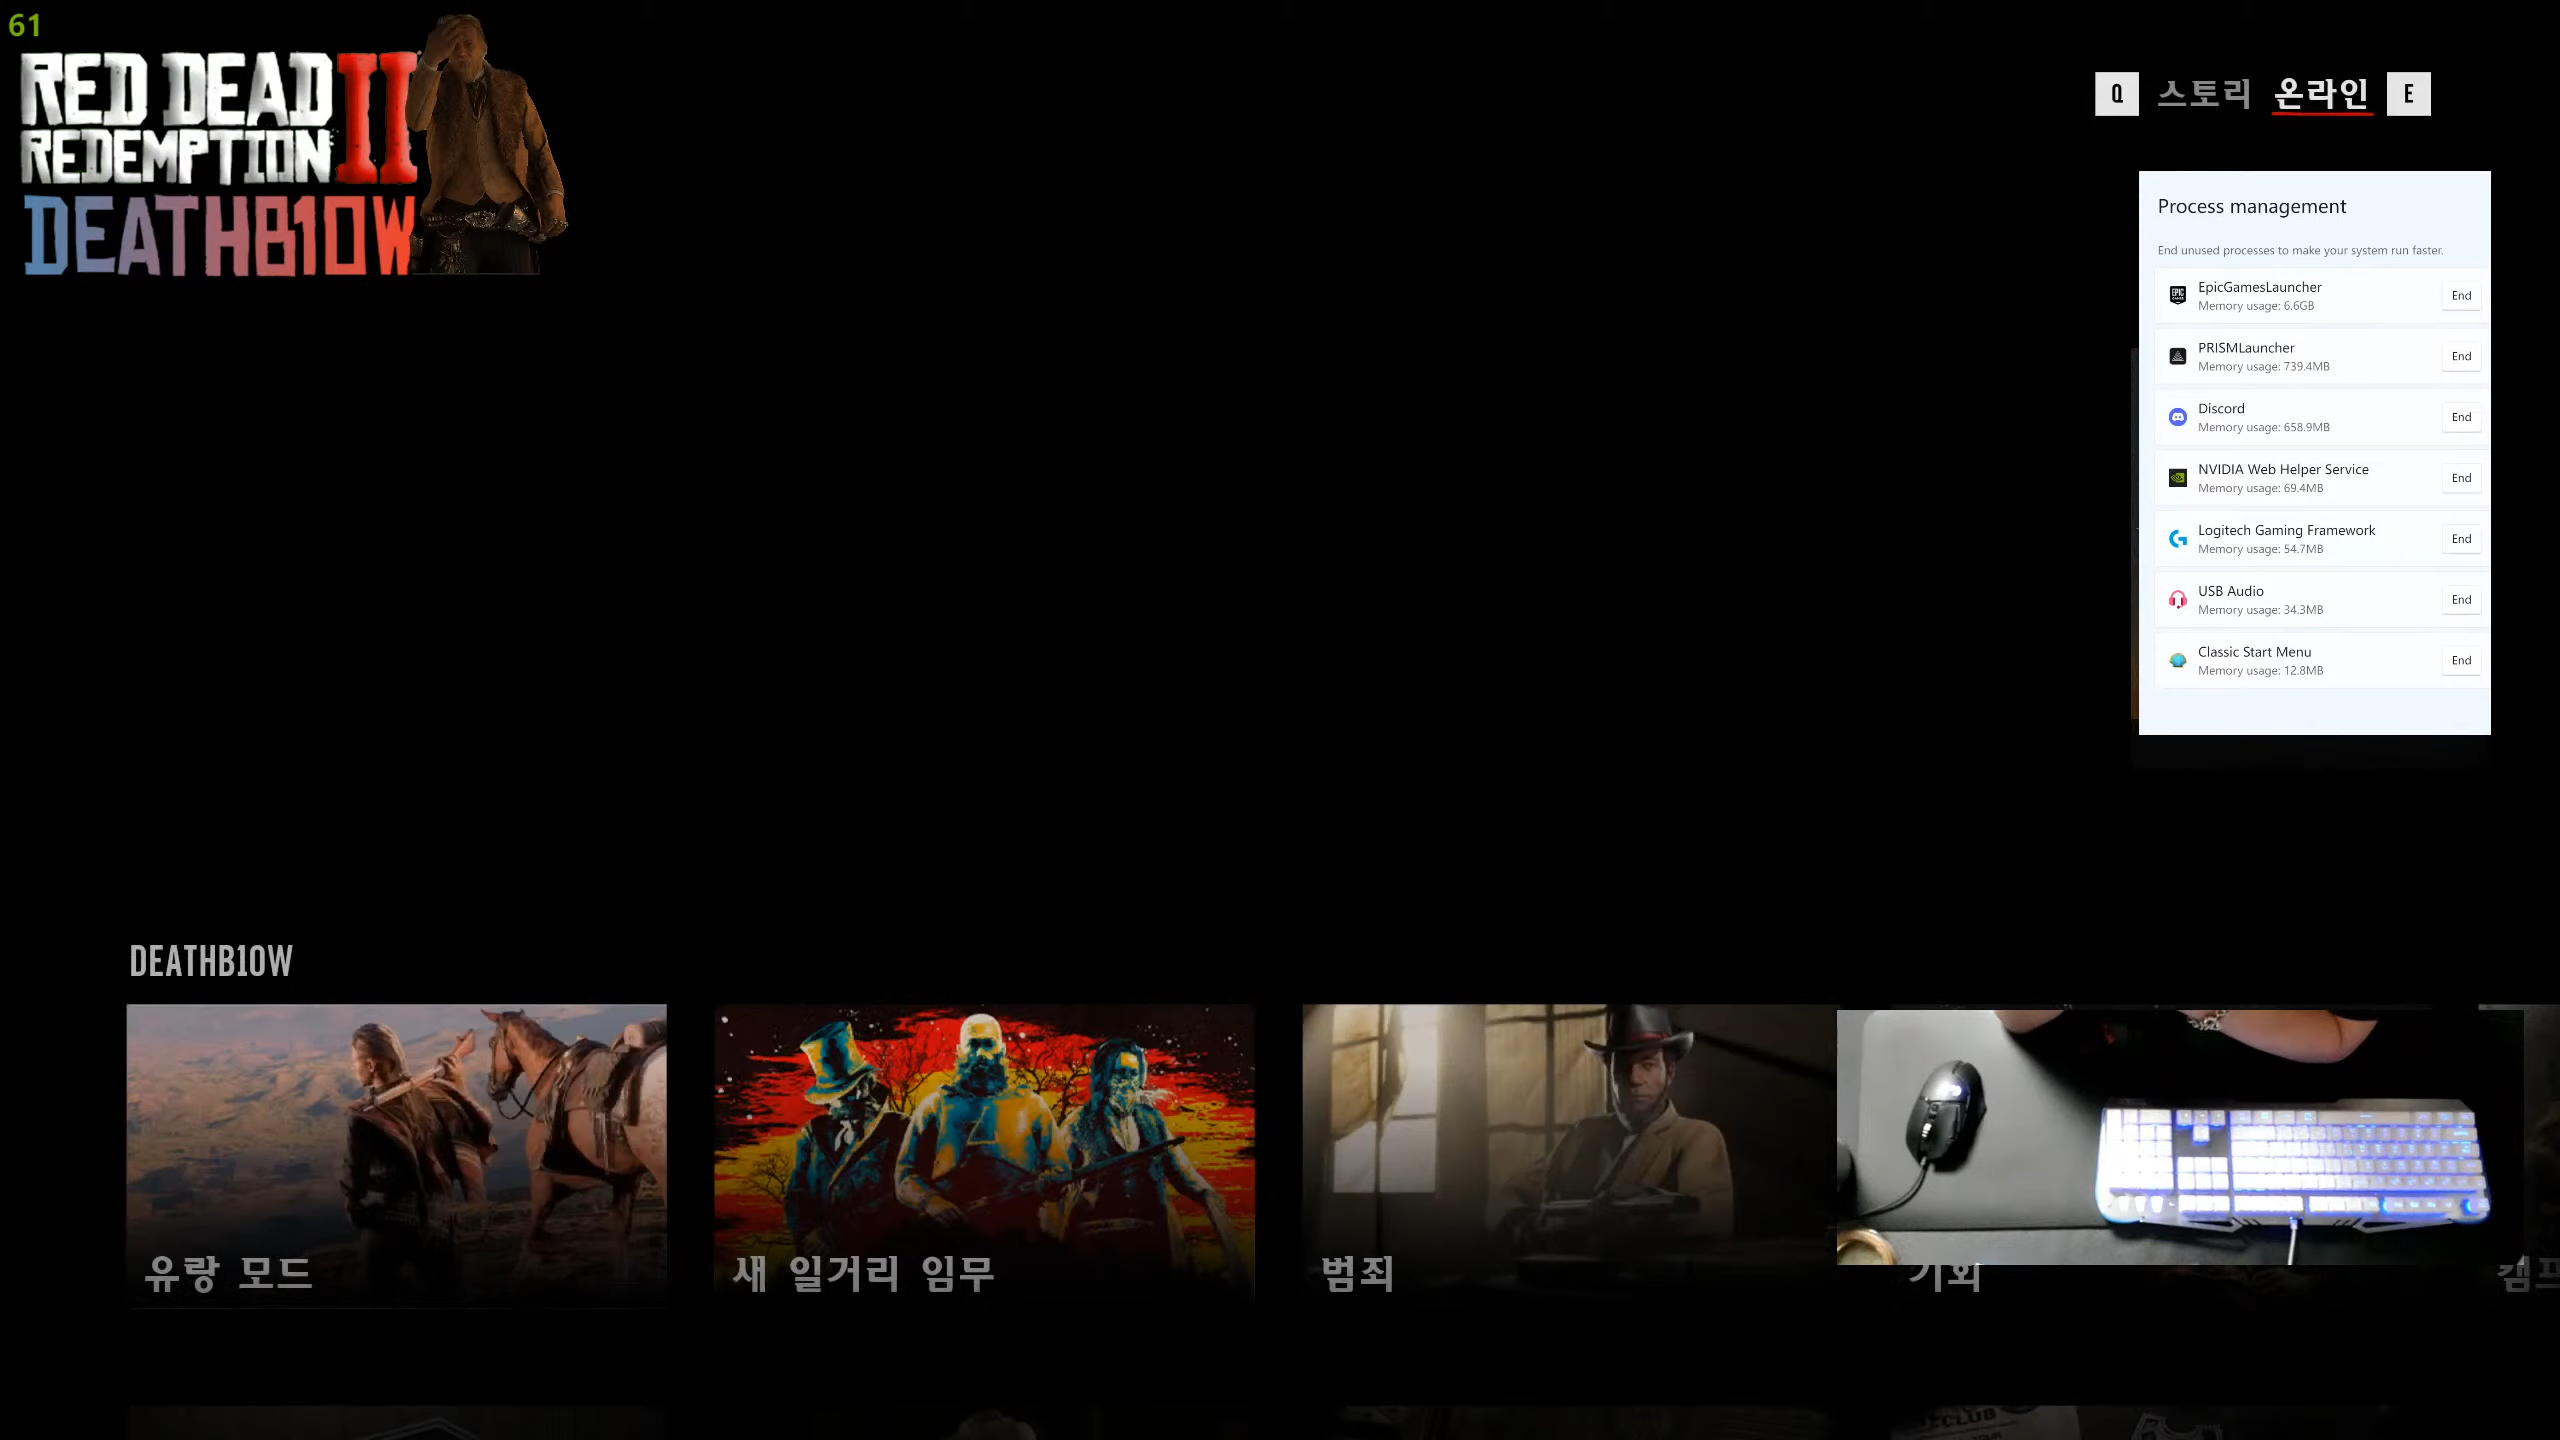 61
RED DEAD
REDEMPTION II
DEATHB10W
Q 스토리 온라인 E
Process management
End unused processes to make your system run faster.
EpicGamesLauncher
Memory usage: 6.6GB
End
PRISMLauncher
Memory usage: 739.4MB
End
Discord
Memory usage: 658.9MB
End
NVIDIA Web Helper Service
Memory usage: 69.4MB
End
Logitech Gaming Framework
Memory usage: 54.7MB
End
USB Audio
Memory usage: 34.3MB
End
Classic Start Menu
Memory usage: 12.8MB
End
DEATHB10W
유랑 모드
새 일거리 임무
범죄
CLUB